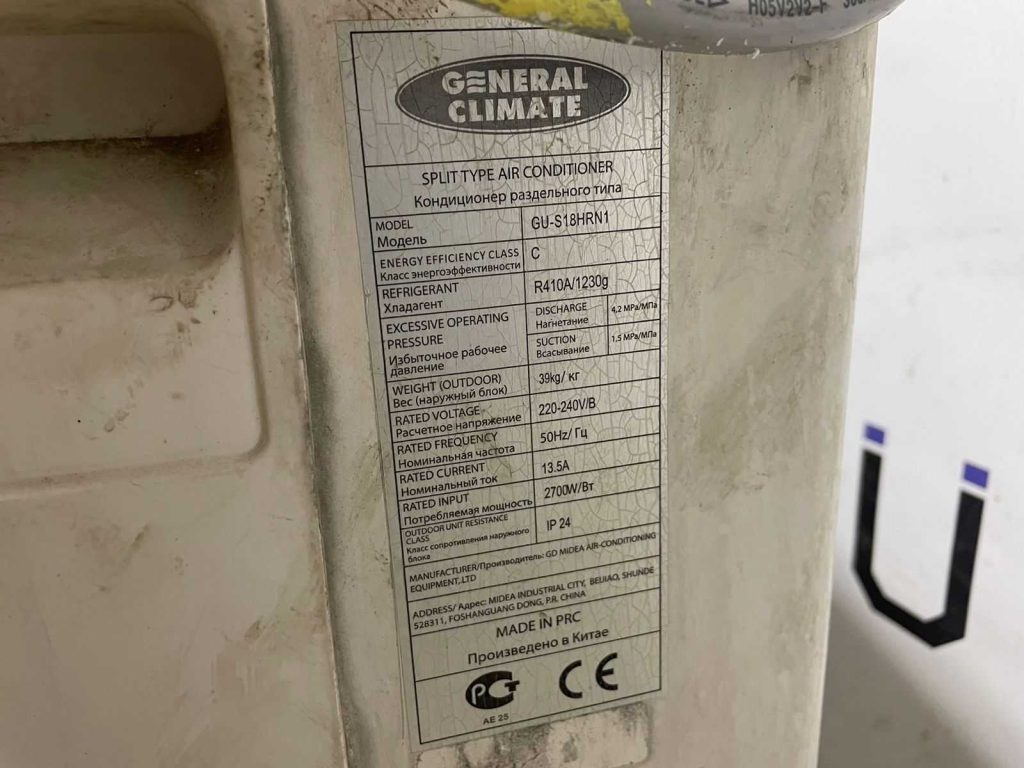 H05V2V2-F
GENERAL
CLIMATE
SPLIT TYPE AIR CONDITIONER
Кондиционер раздельного типа
MODEL
Модель
GU-S18HRN1
ENERGY EFFICIENCY CLASS
Класс энергоэффективности
C
REFRIGERANT
Хладагент
R410A/1230g
EXCESSIVE OPERATING
PRESSURE
Избыточное рабочее
давление
DISCHARGE
Нагнетание
4,2 MPa/МПа
SUCTION
Всасывание
1,5 MPa/МПа
WEIGHT (OUTDOOR)
Вес (наружный блок)
39kg/ кг
RATED VOLTAGE
Расчетное напряжение
220-240V/В
RATED FREQUENCY
Номинальная частота
50Hz/ Гц
RATED CURRENT
Номинальный ток
13.5A
RATED INPUT
Потребляемая мощность
2700W/Вт
OUTDOOR UNIT RESISTANCE
CLASS
Класс сопротивления наружного
блока
IP 24
MANUFACTURER/Производитель: GD MIDEA AIR-CONDITIONING
EQUIPMENT,LTD
ADDRESS/ Адрес: MIDEA INDUSTRIAL CITY, BEIJIAO, SHUNDE
528311, FOSHANGUANG DONG, P.R. CHINA
MADE IN PRC
Произведено в Китае
РСТ CE
AE 25